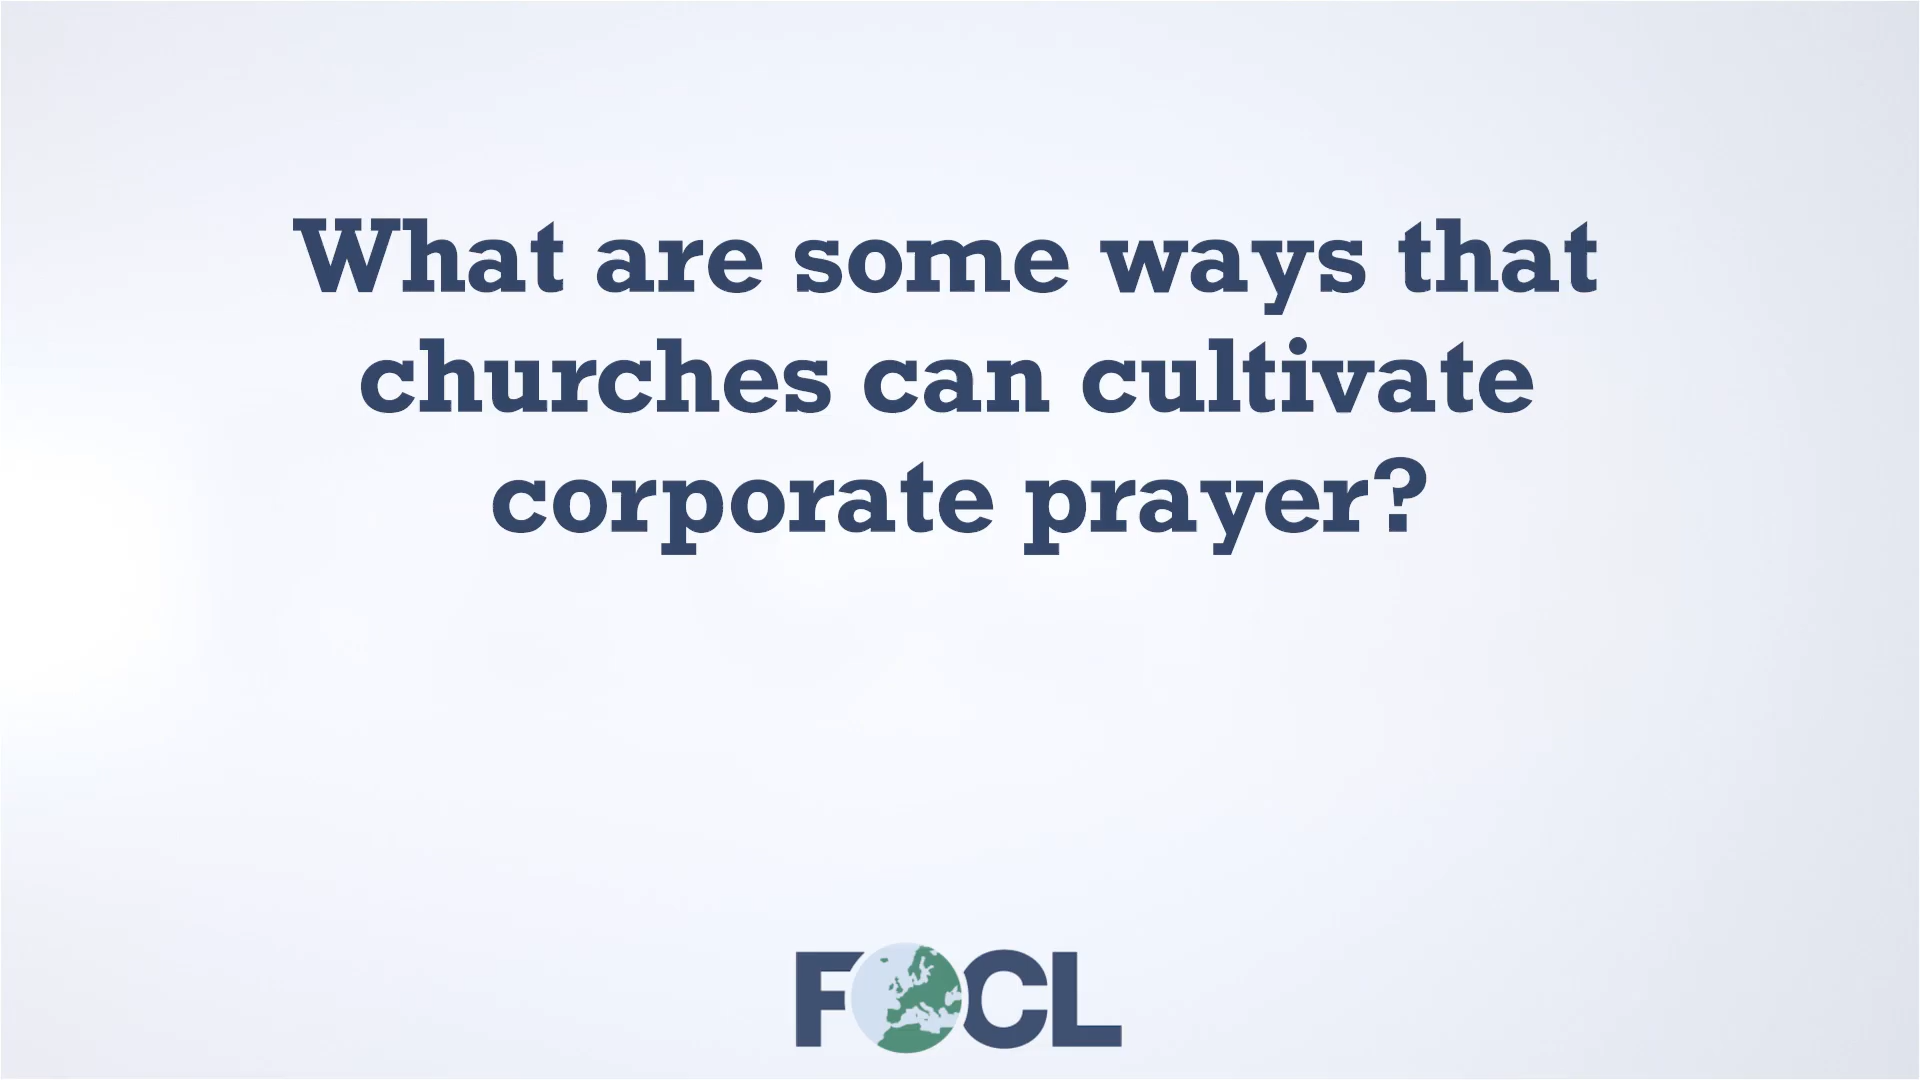 What are some ways that
churches can cultivate
corporate prayer?
FOCL